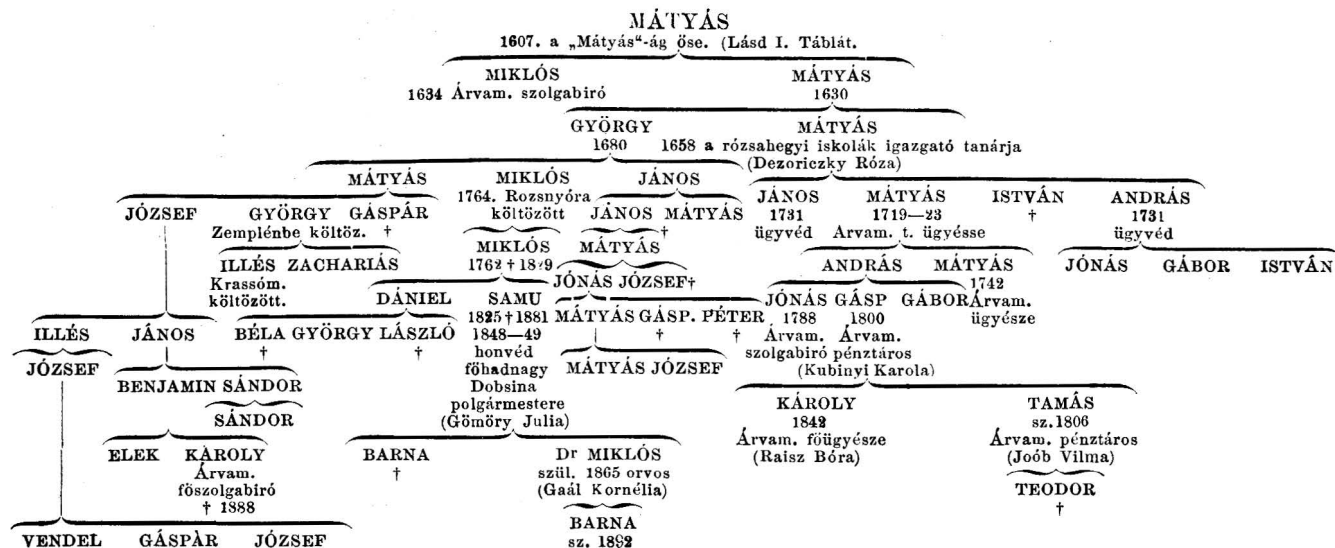 MÁTYÁS
1607. a „Mátyás“-ág őse. (Lásd I. Táblát.
MIKLÓS MÁTYÁS
1634 Árvam. szolgabiró 1630
GYÖRGY MÁTYÁS
1680 1658 a rózsahegyi iskolák igazgató tanárja
(Dezoriczky Róza)
MÁTYÁS MIKLÓS JÁNOS JÁNOS MÁTYÁS ISTVÁN ANDRÁS
1764. Rozsnyóra 1731 1719—23 † 1731
JÓZSEF GYÖRGY GÁSPÁR költözött JÁNOS MÁTYÁS ügyvéd Arvam. t. ügyésse ügyvéd
Zemplénbe költöz. † †
MIKLÓS MÁTYÁS
ILLÉS ZACHARIÁS 1762 † 1829 ANDRÁS MÁTYÁS JÓNÁS GÁBOR ISTVÁN
Krassóm. JÓNÁS JÓZSEF† 1742
költözött.
DÁNIEL SAMU JÓNÁS GÁSP GÁBOR Árvam.
1825 † 1881 MÁTYÁS GÁSP. PÉTER 1788 1800 ügyésze
ILLÉS JÁNOS BÉLA GYÖRGY LÁSZLÓ 1848—49 † † Árvam. Árvam.
† † honvéd szolgabiró pénztáros
JÓZSEF főhadnagy MÁTYÁS JÓZSEF (Kubinyi Karola)
BENJAMIN SÁNDOR Dobsina
polgármestere KÁROLY TAMÁS
SÁNDOR (Gömöry Julia) 1842 sz. 1806
Árvam. főügyésze Árvam. pénztáros
ELEK KÁROLY BARNA Dr MIKLÓS (Raisz Bóra) (Joób Vilma)
Árvam. † szül. 1865 orvos
főszolgabiró (Gaál Kornélia) TEODOR
† 1888 †
BARNA
VENDEL GÁSPÀR JÓZSEF sz. 1892